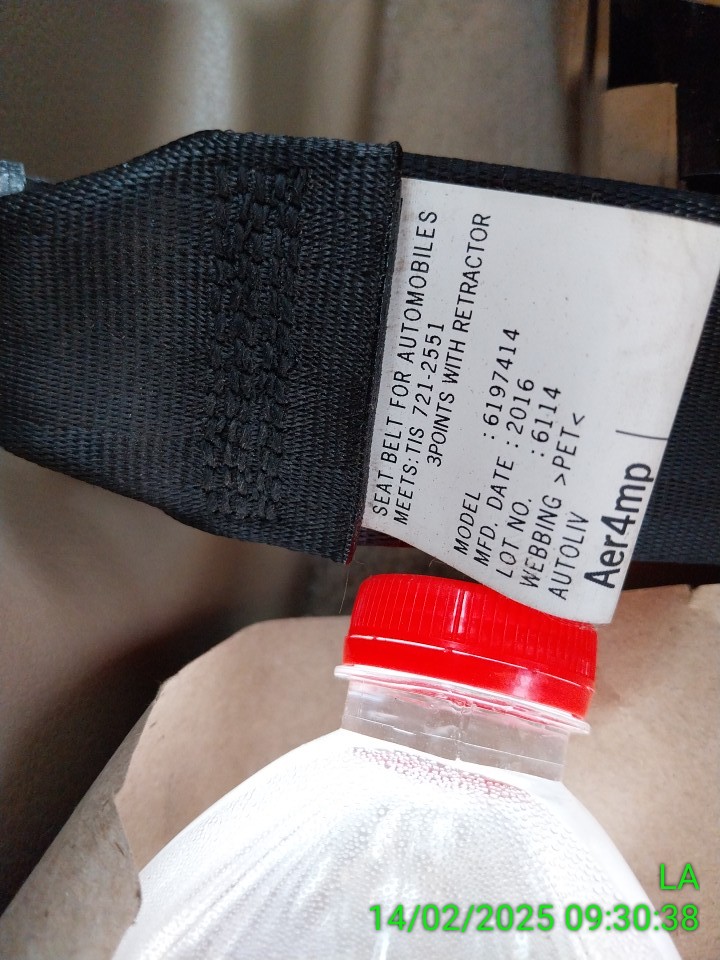 SEAT BELT FOR AUTOMOBILES
MEETS:TIS 721-2551
3POINTS WITH RETRACTOR
MODEL :6197414
MFD. DATE :2016
LOT NO. :6114
WEBBING >PET<
AUTOLIV
Aer4mp
LA
14/02/2025 09:30:38